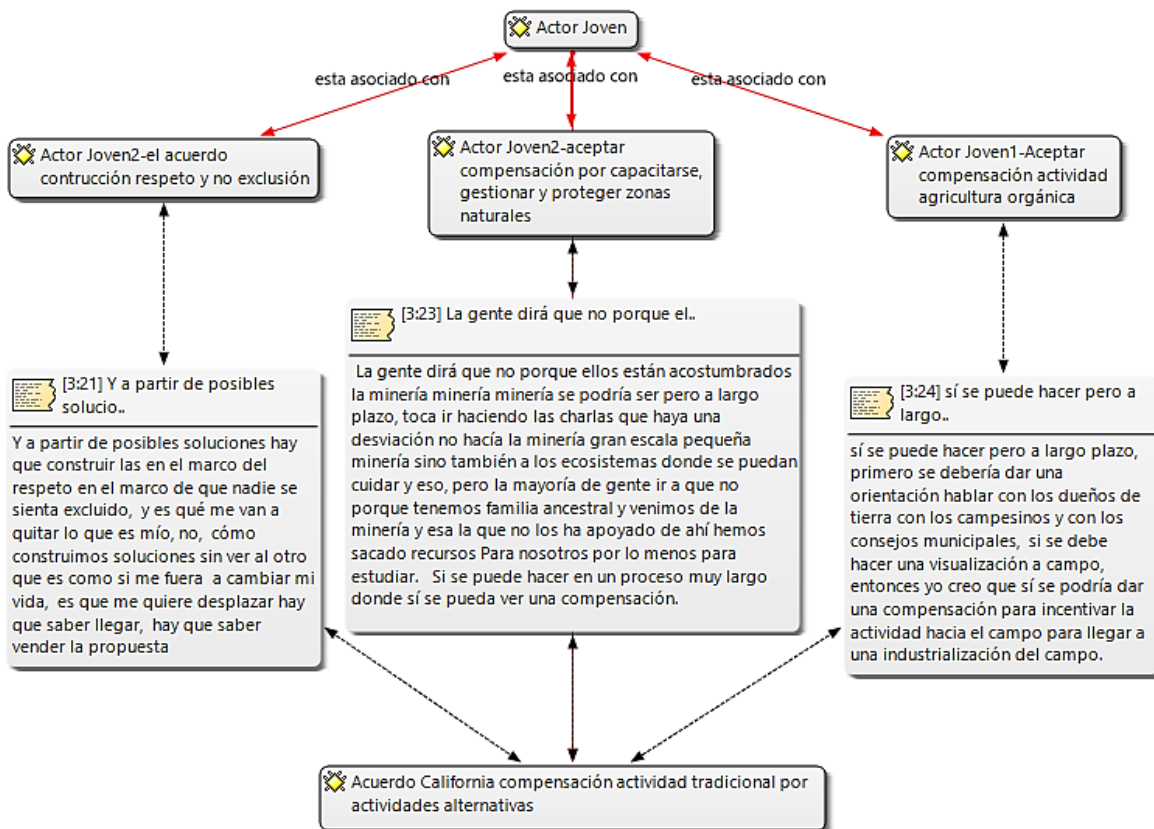 Actor Joven
esta asociado con
esta asociado con
esta asociado con
Actor Joven2-el acuerdo
contrucción respeto y no exclusión
Actor Joven2-aceptar
compensación por capacitarse,
gestionar y proteger zonas
naturales
Actor Joven1-Aceptar
compensación actividad
agricultura orgánica
[3:21] Y a partir de posibles
solucio..
Y a partir de posibles soluciones hay
que construir las en el marco del
respeto en el marco de que nadie se
sienta excluido, y es qué me van a
quitar lo que es mío, no, cómo
construimos soluciones sin ver al otro
que es como si me fuera a cambiar mi
vida, es que me quiere desplazar hay
que saber llegar, hay que saber
vender la propuesta
[3:23] La gente dirá que no porque el..
La gente dirá que no porque ellos están acostumbrados
la minería minería minería se podría ser pero a largo
plazo, toca ir haciendo las charlas que haya una
desviación no hacía la minería gran escala pequeña
minería sino también a los ecosistemas donde se puedan
cuidar y eso, pero la mayoría de gente ir a que no
porque tenemos familia ancestral y venimos de la
minería y esa la que no los ha apoyado de ahí hemos
sacado recursos Para nosotros por lo menos para
estudiar. Si se puede hacer en un proceso muy largo
donde sí se pueda ver una compensación.
[3:24] sí se puede hacer pero a
largo..
sí se puede hacer pero a largo plazo,
primero se debería dar una
orientación hablar con los dueños de
tierra con los campesinos y con los
consejos municipales, si se debe
hacer una visualización a campo,
entonces yo creo que sí se podría dar
una compensación para incentivar la
actividad hacia el campo para llegar a
una industrialización del campo.
Acuerdo California compensación actividad tradicional por
actividades alternativas